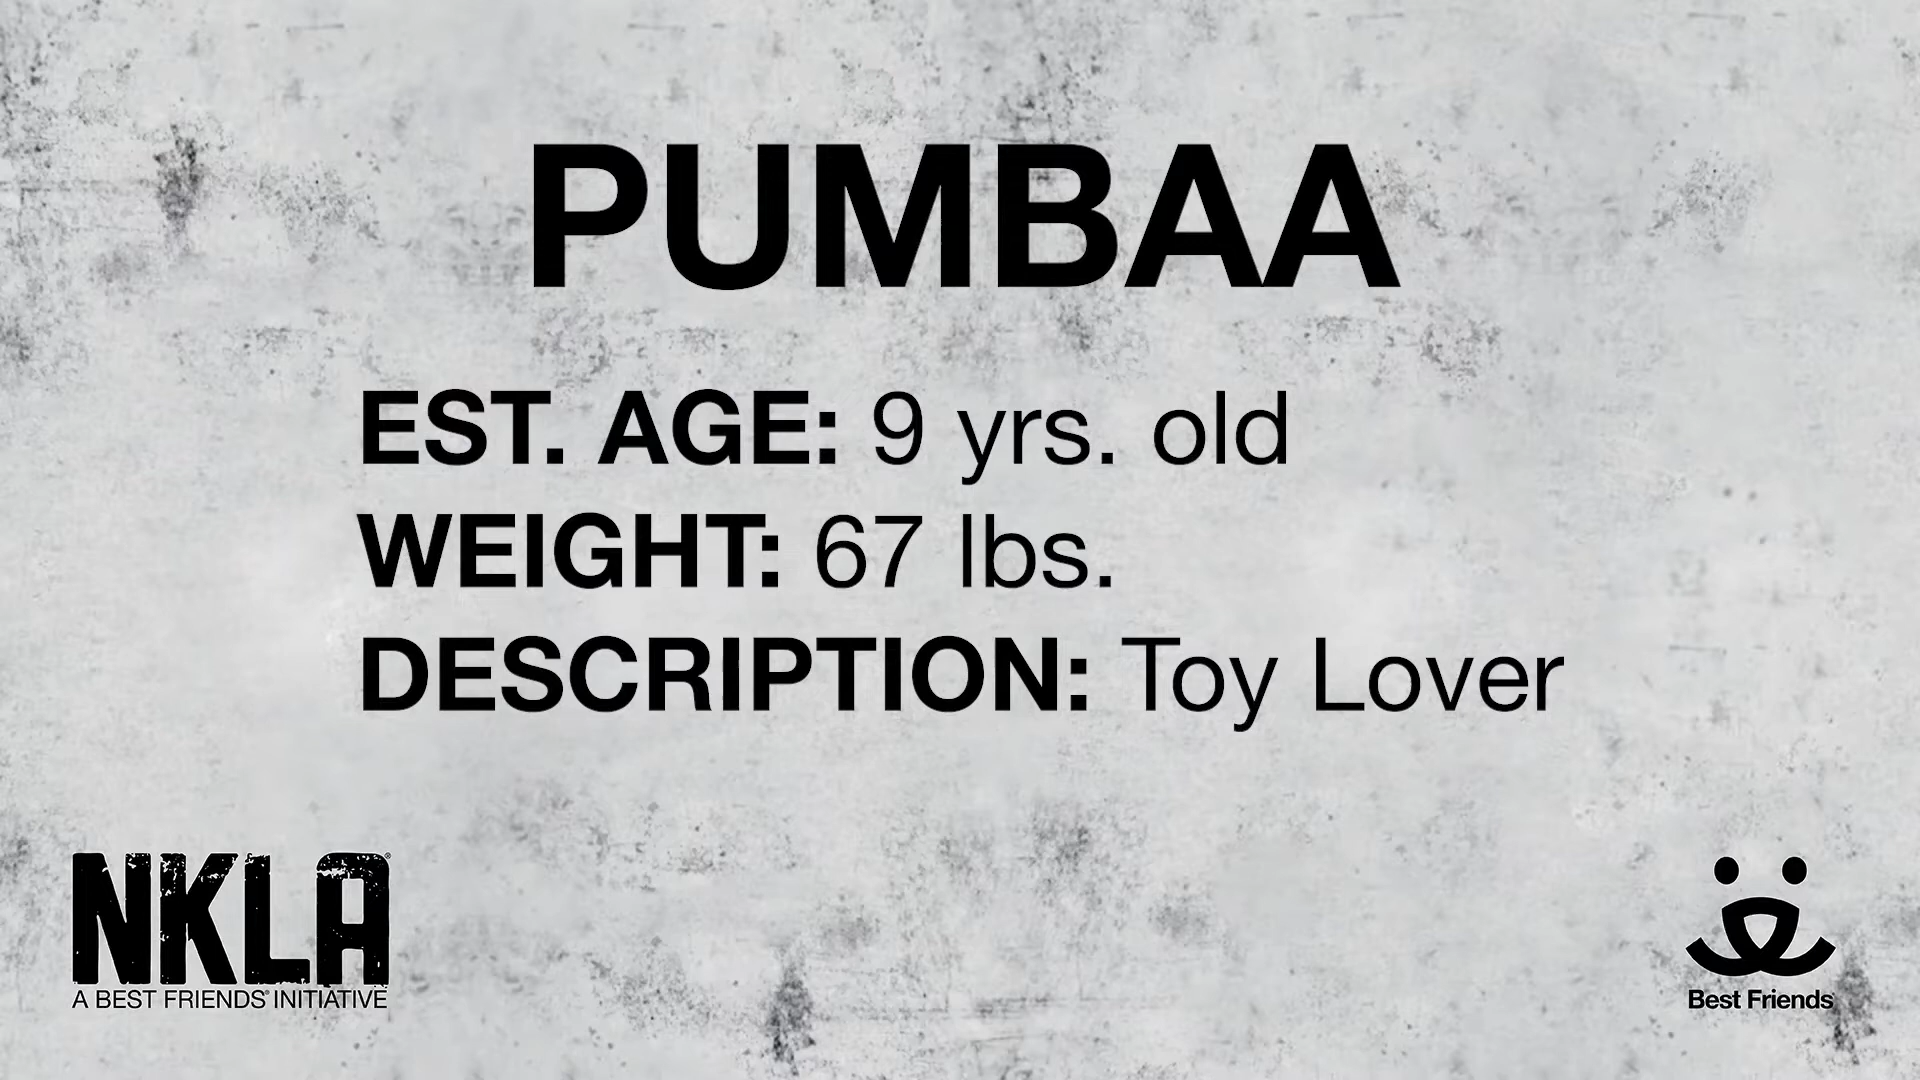 PUMBAA
EST. AGE: 9 yrs. old
WEIGHT: 67 lbs.
DESCRIPTION: Toy Lover
NKLA®
A BEST FRIENDS® INITIATIVE
Best Friends